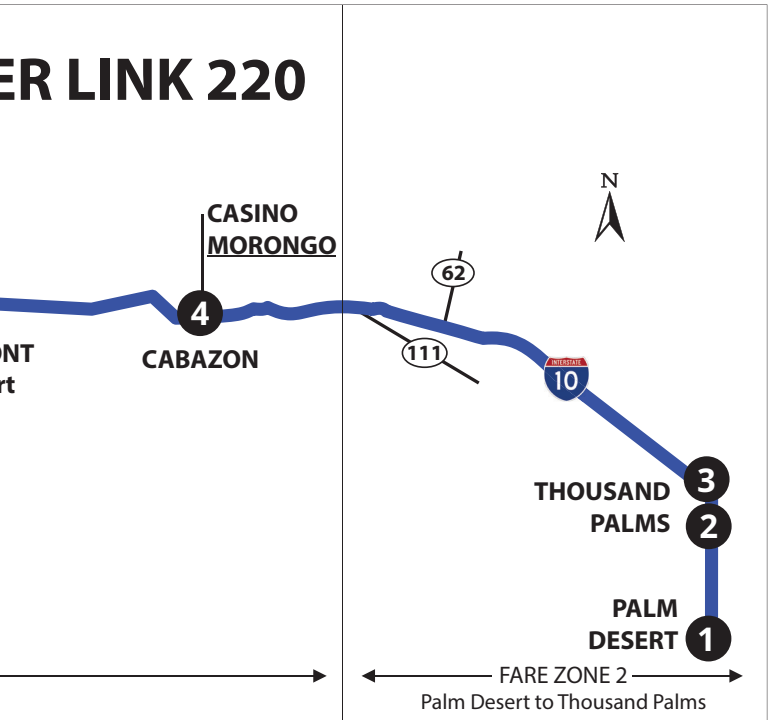 ER LINK 220
N
CASINO
MORONGO
62
4
111
ONT
rt
CABAZON
INTERSTATE
10
3
THOUSAND
PALMS
2
PALM
DESERT
1
FARE ZONE 2
Palm Desert to Thousand Palms